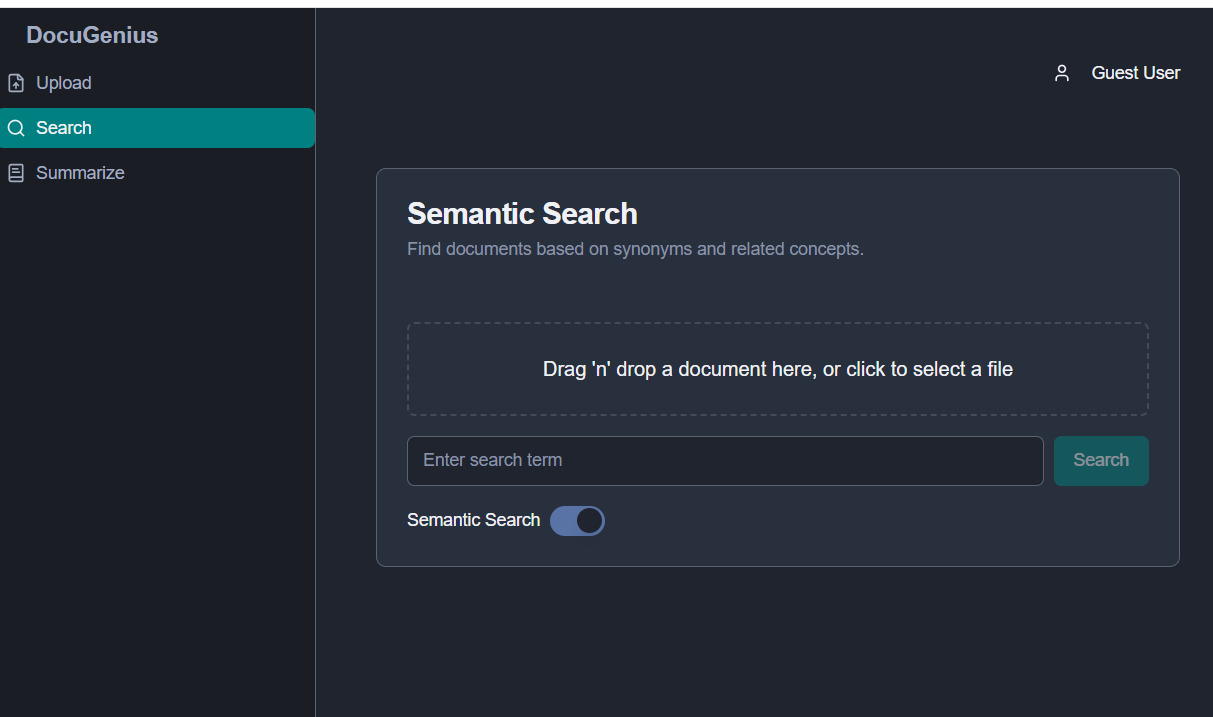 DocuGenius
Upload
Search
Summarize
Guest User
Semantic Search
Find documents based on synonyms and related concepts.
Drag 'n' drop a document here, or click to select a file
Enter search term
Search
Semantic Search